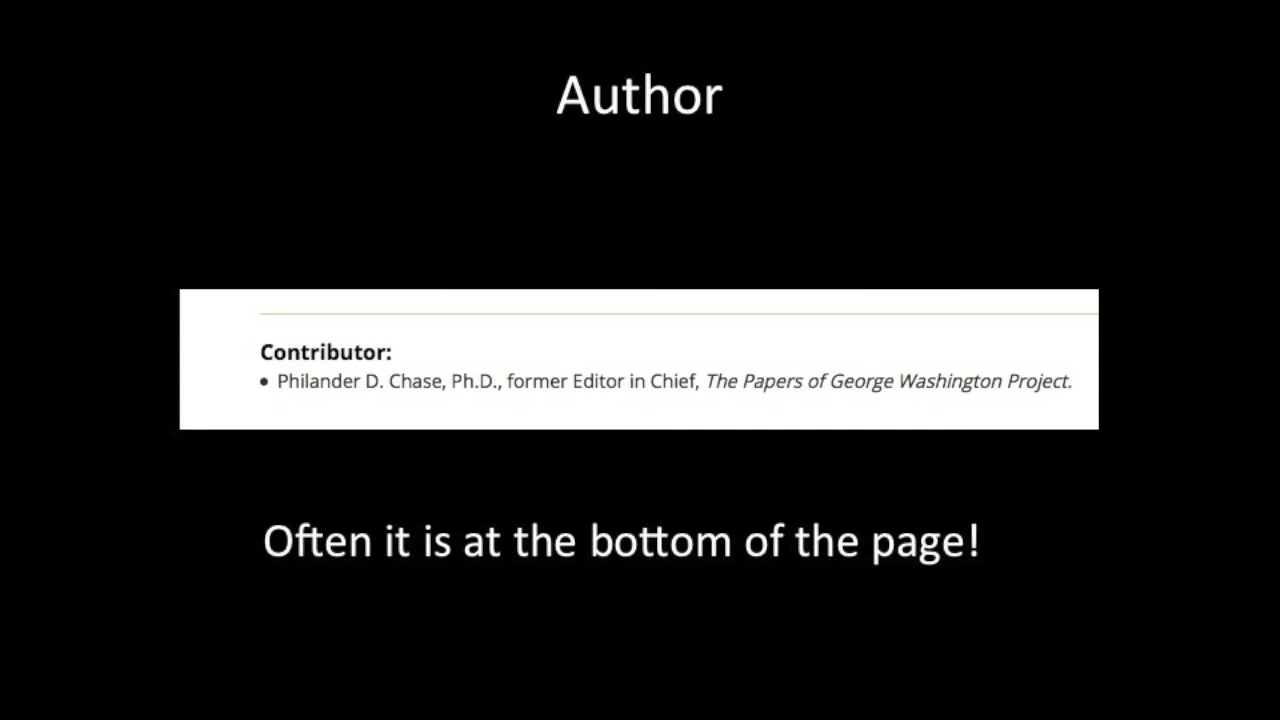 Author
Contributor:
• Philander D. Chase, Ph.D., former Editor in Chief, The Papers of George Washington Project.
Often it is at the bottom of the page!